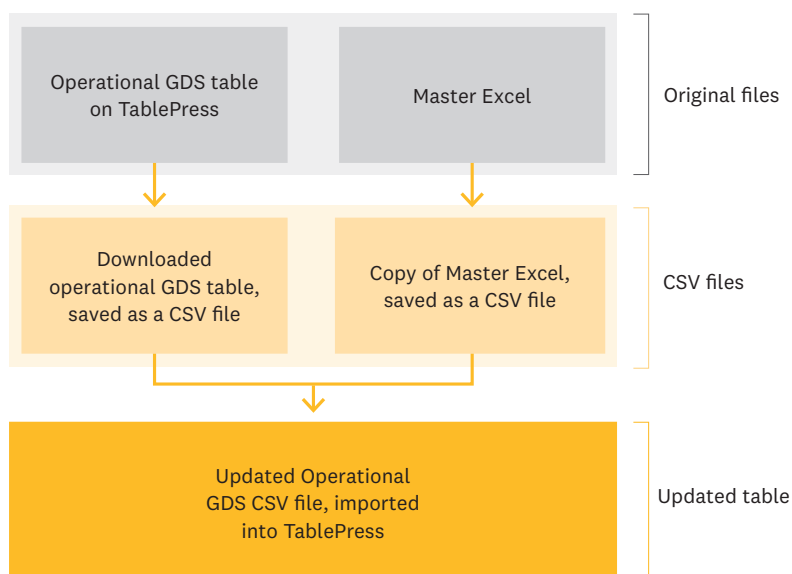 Operational GDS table
on TablePress
Master Excel
Original files
Downloaded
operational GDS table,
saved as a CSV file
Copy of Master Excel,
saved as a CSV file
CSV files
Updated Operational
GDS CSV file, imported
into TablePress
Updated table